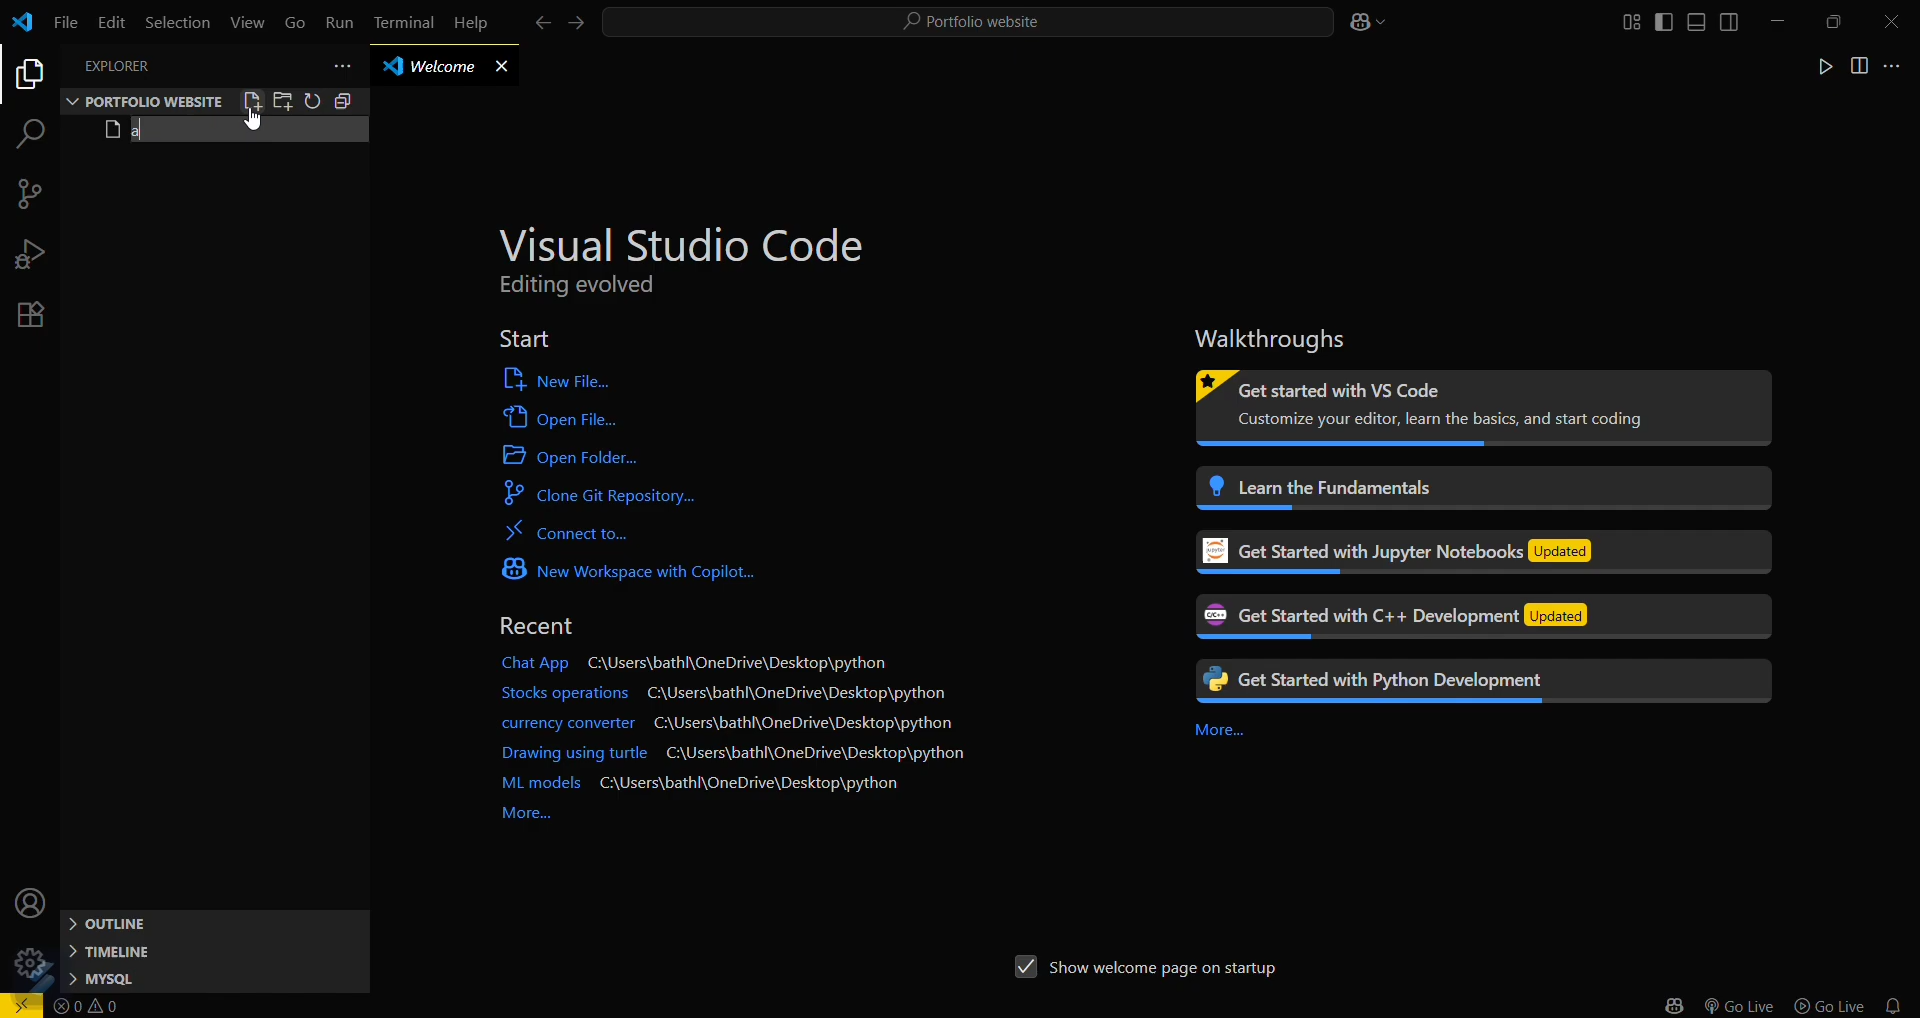 File Edit Selection View Go Run Terminal Help Portfolio website
EXPLORER
Welcome
PORTFOLIO WEBSITE
a
Visual Studio Code
Editing evolved
Start
New File...
Open File...
Open Folder...
Clone Git Repository...
Connect to...
New Workspace with Copilot...
Recent
Chat App C:\Users\bathl\OneDrive\Desktop\python
Stocks operations C:\Users\bathl\OneDrive\Desktop\python
currency converter C:\Users\bathl\OneDrive\Desktop\python
Drawing using turtle C:\Users\bathl\OneDrive\Desktop\python
ML models C:\Users\bathl\OneDrive\Desktop\python
More...
Walkthroughs
Get started with VS Code
Customize your editor, learn the basics, and start coding
Learn the Fundamentals
Jupyter Get Started with Jupyter Notebooks Updated
C/C++ Get Started with C++ Development Updated
Get Started with Python Development
More...
OUTLINE
TIMELINE
MYSQL
Show welcome page on startup
0 0 Go Live Go Live